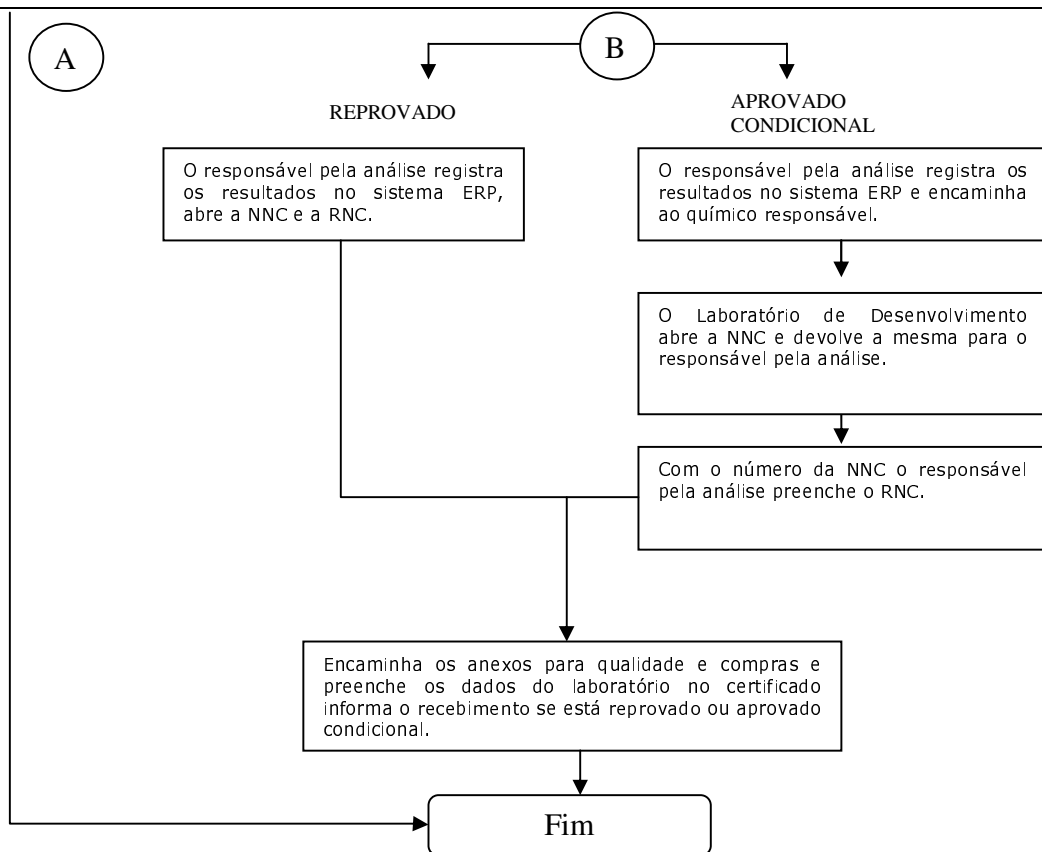 A
B
REPROVADO
APROVADO
CONDICIONAL
O responsável pela análise registra
os resultados no sistema ERP,
abre a NNC e a RNC.
O responsável pela análise registra os
resultados no sistema ERP e encaminha
ao químico responsável.
O Laboratório de Desenvolvimento
abre a NNC e devolve a mesma para o
responsável pela análise.
Com o número da NNC o responsável
pela análise preenche o RNC.
Encaminha os anexos para qualidade e compras e
preenche os dados do laboratório no certificado
informa o recebimento se está reprovado ou aprovado
condicional.
Fim